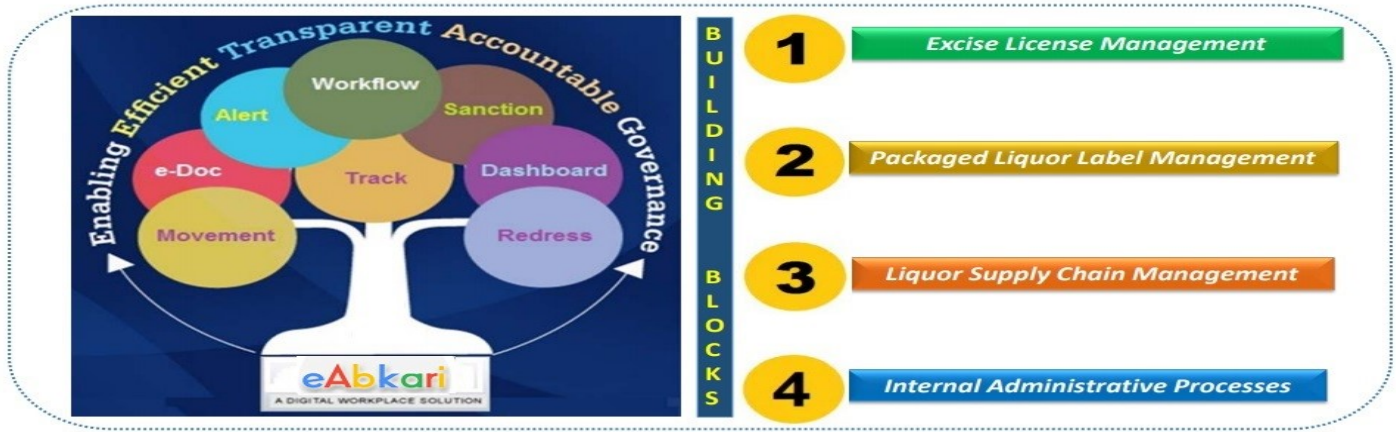 Enabling Efficient Transparent Accountable Governance
Workflow
Alert
Sanction
e-Doc
Track
Dashboard
Movement
Redress
eAbkari
A DIGITAL WORKPLACE SOLUTION
BUILDING BLOCKS
1 Excise License Management
2 Packaged Liquor Label Management
3 Liquor Supply Chain Management
4 Internal Administrative Processes